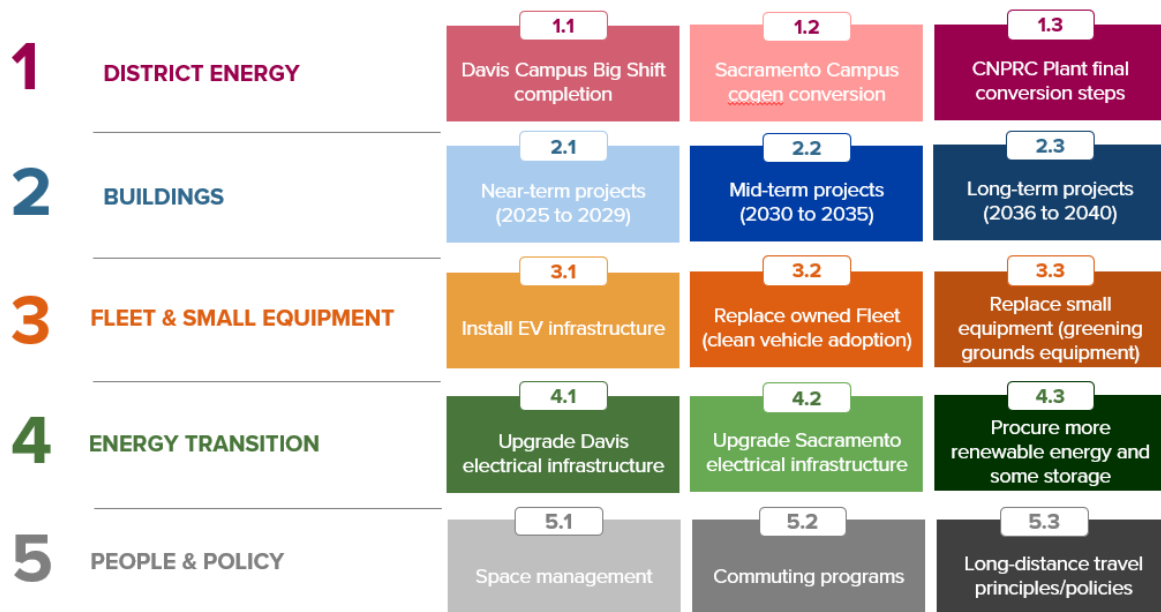 1
DISTRICT ENERGY
1.1
Davis Campus Big Shift
completion
1.2
Sacramento Campus
cogen conversion
1.3
CNPRC Plant final
conversion steps
2
BUILDINGS
2.1
Near-term projects
(2025 to 2029)
2.2
Mid-term projects
(2030 to 2035)
2.3
Long-term projects
(2036 to 2040)
3
FLEET & SMALL EQUIPMENT
3.1
Install EV infrastructure
3.2
Replace owned Fleet
(clean vehicle adoption)
3.3
Replace small
equipment (greening
grounds equipment)
4
ENERGY TRANSITION
4.1
Upgrade Davis
electrical infrastructure
4.2
Upgrade Sacramento
electrical infrastructure
4.3
Procure more
renewable energy and
some storage
5
PEOPLE & POLICY
5.1
Space management
5.2
Commuting programs
5.3
Long-distance travel
principles/policies